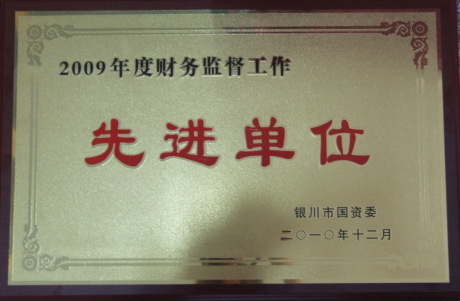 2009年度财务监督工作
先进单位
银川市国资委
二〇一〇年十二月